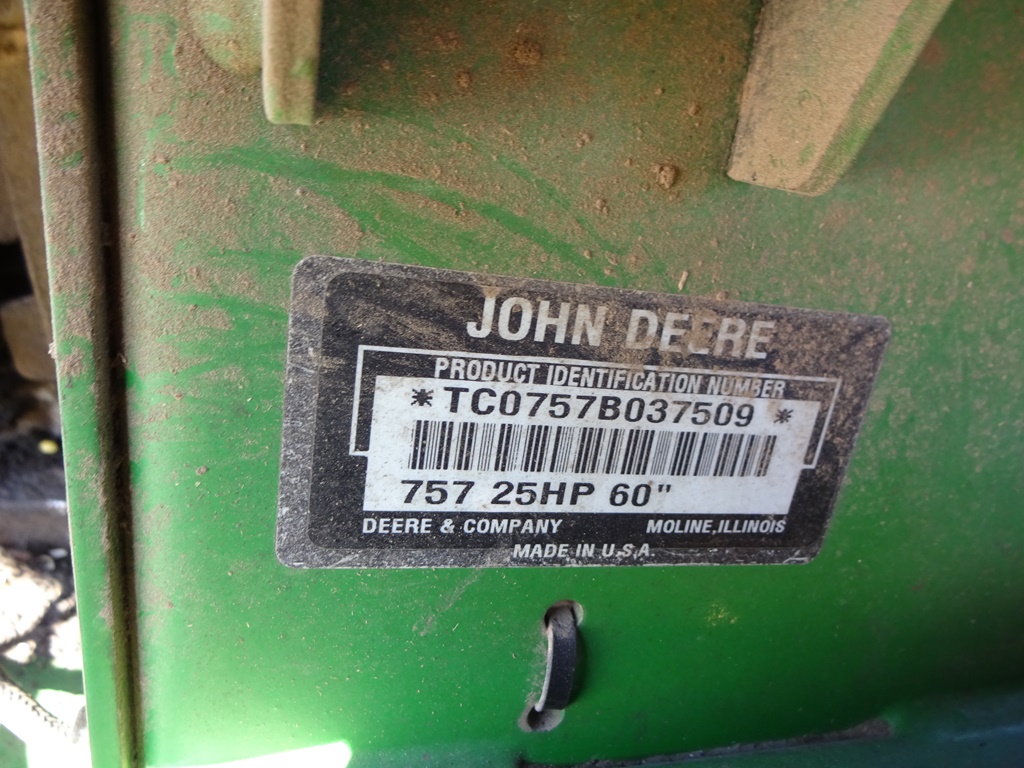 JOHN DEERE
PRODUCT IDENTIFICATION NUMBER
*TC0757B037509*
757 25HP 60"
DEERE & COMPANY MOLINE, ILLINOIS
MADE IN U.S.A.